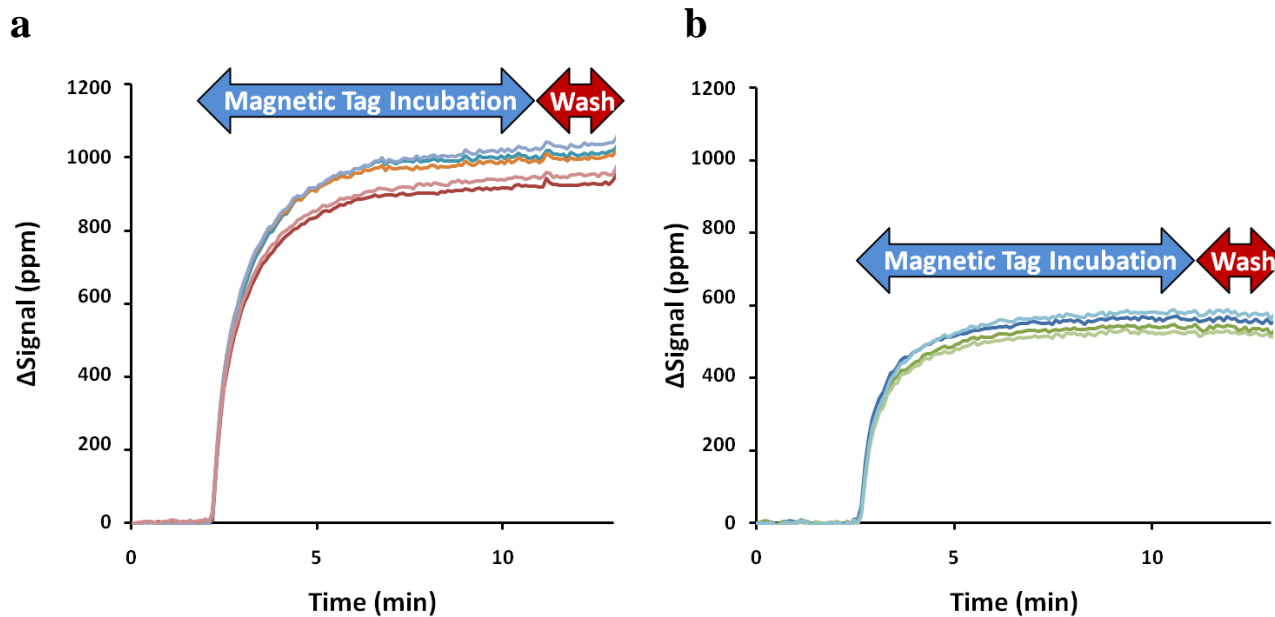 a
Magnetic Tag Incubation
Wash
ΔSignal (ppm)
1200
1000
800
600
400
200
0
0 5 10
Time (min)
b
Magnetic Tag Incubation
Wash
ΔSignal (ppm)
1200
1000
800
600
400
200
0
0 5 10
Time (min)